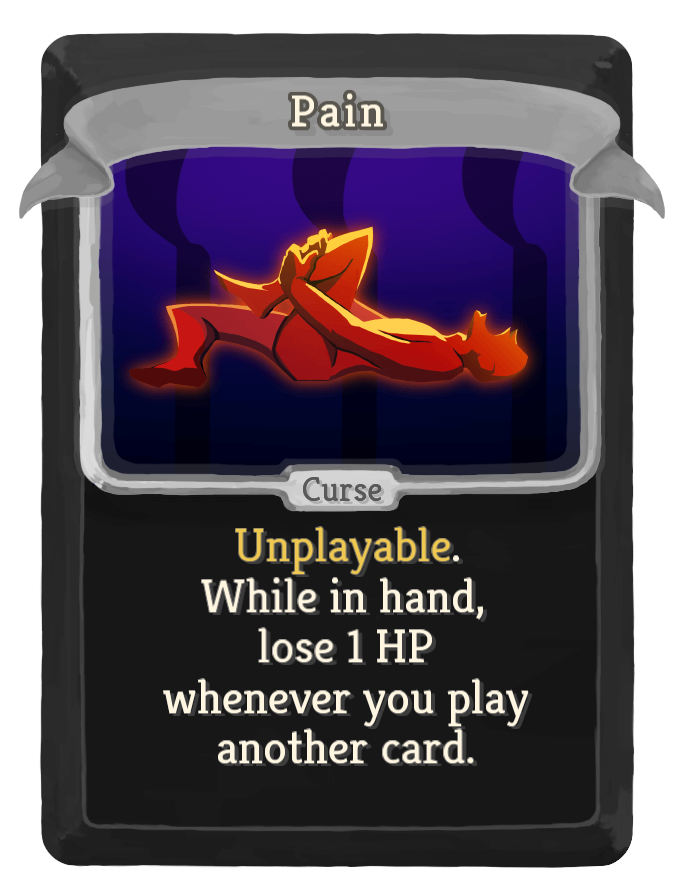 Pain
Curse
Unplayable.
While in hand,
lose 1 HP
whenever you play
another card.